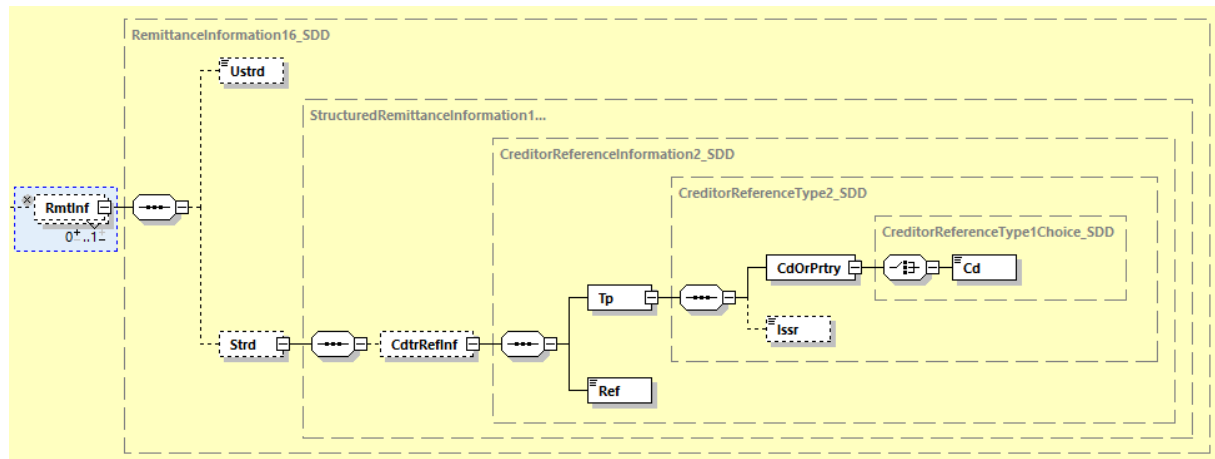 RemittanceInformation16_SDD
Ustrd
StructuredRemittanceInformation1...
CreditorReferenceInformation2_SDD
CreditorReferenceType2_SDD
RmtInf
0..1
CreditorReferenceType1Choice_SDD
CdOrPrtry
Cd
Tp
Issr
Strd
CdtrRefInf
Ref